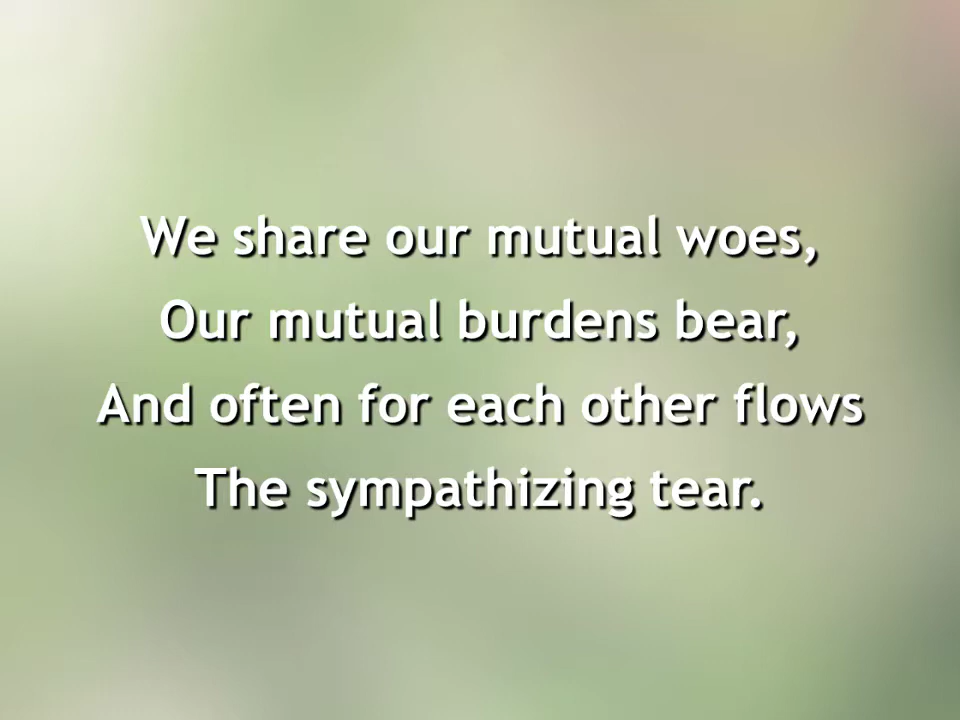 We share our mutual woes,
Our mutual burdens bear,
And often for each other flows
The sympathizing tear.